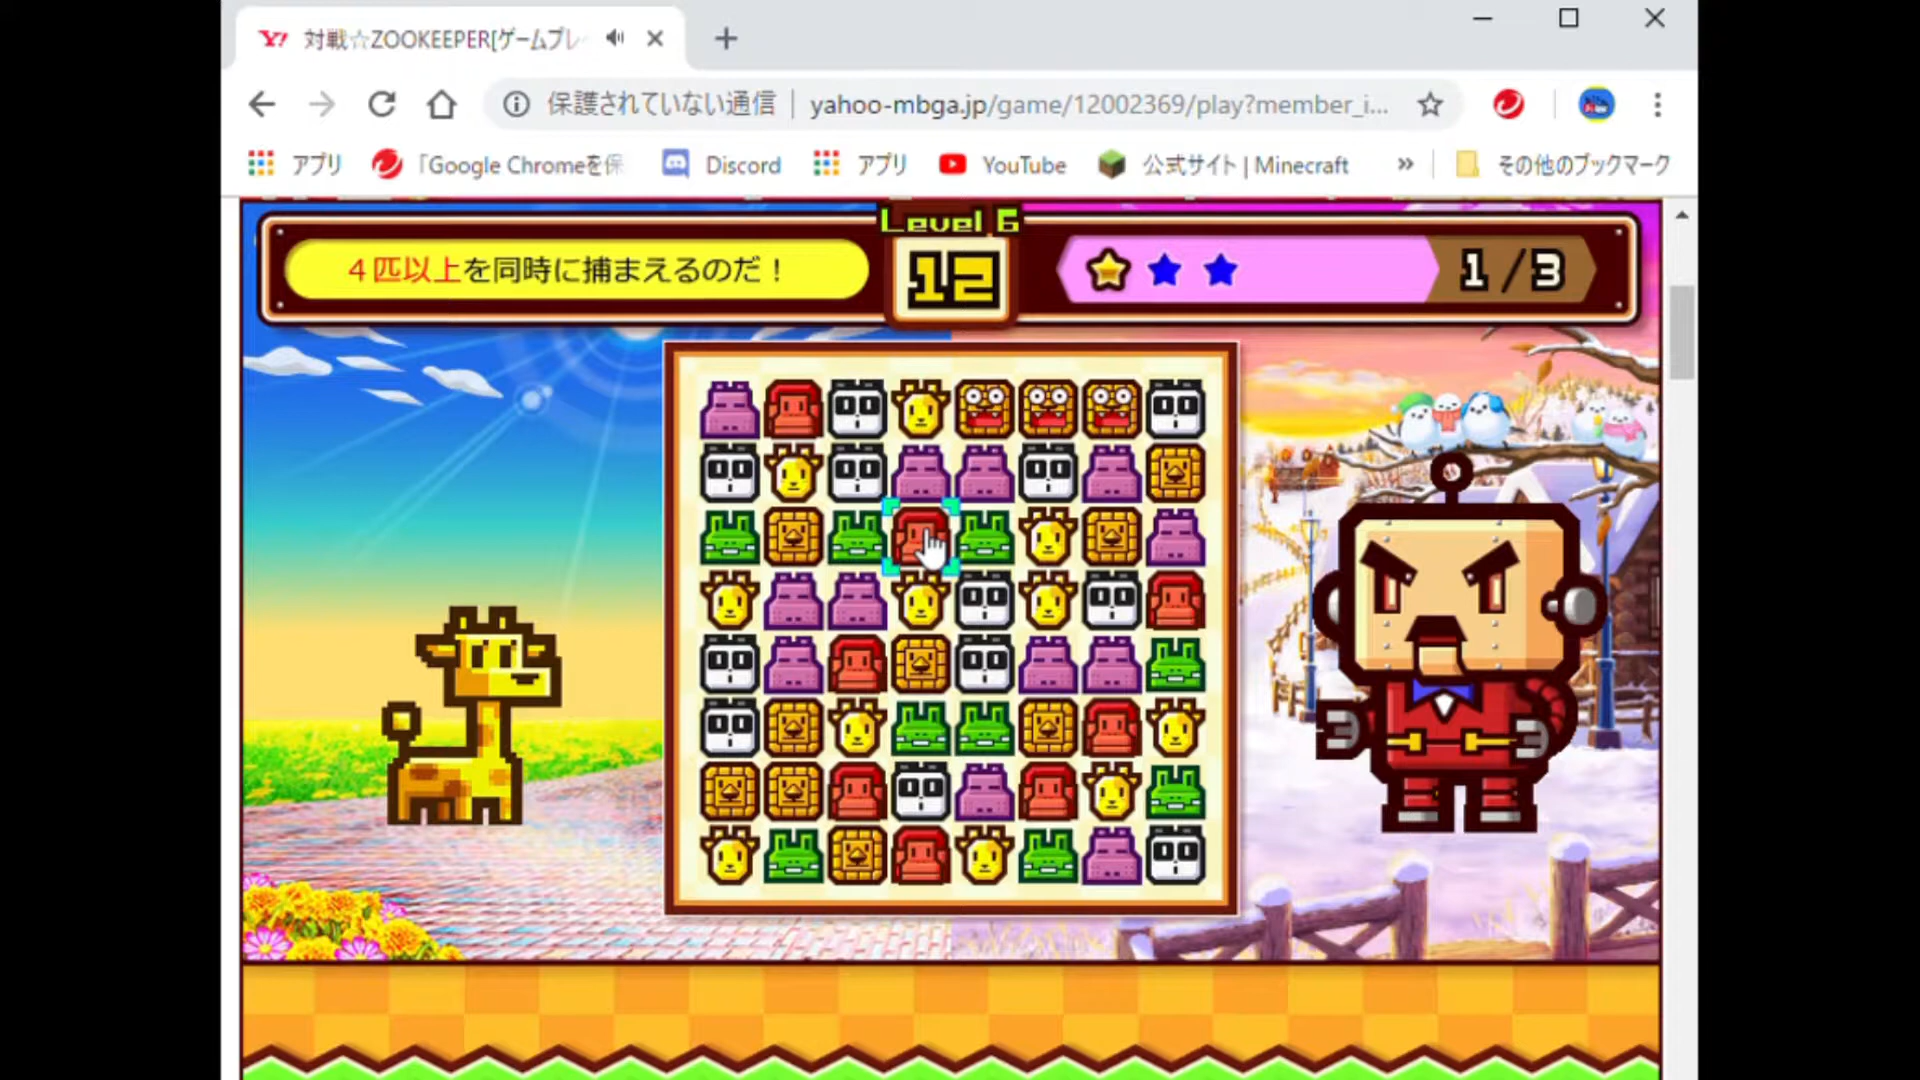 対戦☆ZOOKEEPER[ゲームプレ
保護されていない通信 | yahoo-mbga.jp/game/12002369/play?member_i...
アプリ 「Google Chromeを保 Discord アプリ YouTube 公式サイト | Minecraft » その他のブックマーク
Level 6
4匹以上を同時に捕まえるのだ！ 12 1/3